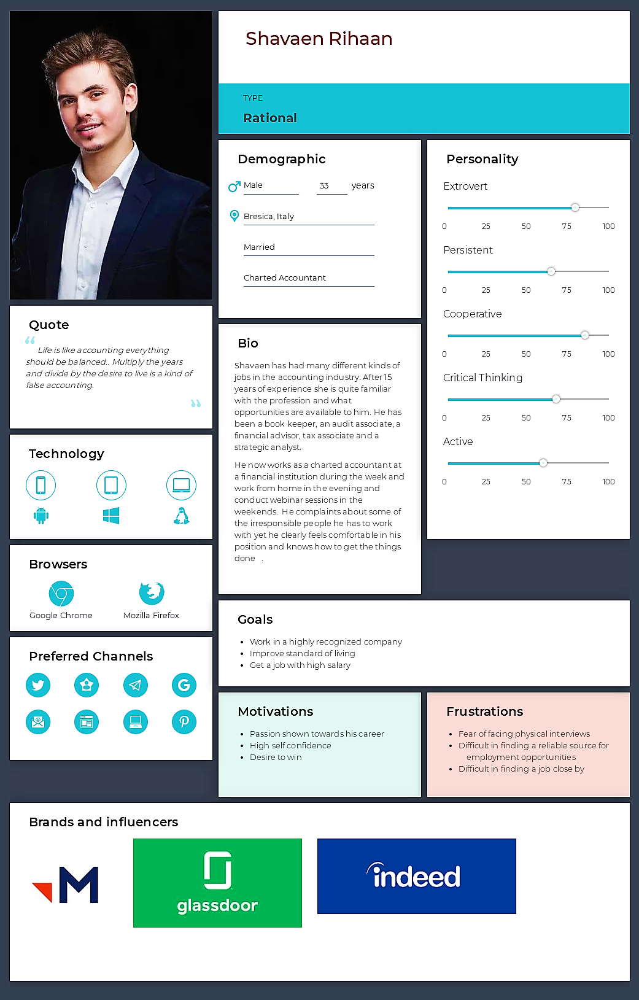 Shavaen Rihaan
TYPE
Rational
Demographic
Male 33 years
Bresica, Italy
Married
Charted Accountant
Personality
Extrovert
0 25 50 75 100
Persistent
0 25 50 75 100
Cooperative
0 25 50 75 100
Critical Thinking
0 25 50 75 100
Active
0 25 50 75 100
Quote
“ Life is like accounting everything
should be balanced.. Multiply the years
and divide by the desire to live is a kind of
false accounting.
”
Technology
Browsers
Google Chrome Mozilla Firefox
Preferred Channels
G
Bio
Shavaen has had many different kinds of
jobs in the accounting industry. After 15
years of experience she is quite familiar
with the profession and what
opportunities are available to him. He has
been a book keeper, an audit associate, a
financial advisor, tax associate and a
strategic analyst.
He now works as a charted accountant at
a financial institution during the week and
work from home in the evening and
conduct webinar sessions in the
weekends.  He complaints about some of
the irresponsible people he has to work
with yet he clearly feels comfortable in his
position and knows how to get the things
done .
Goals
• Work in a highly recognized company
• Improve standard of living
• Get a job with high salary
Motivations
• Passion shown towards his career
• High self confidence
• Desire to win
Frustrations
• Fear of facing physical interviews
• Difficult in finding a reliable source for
employment opportunities
• Difficult in finding a job close by
Brands and influencers
M
glassdoor
indeed